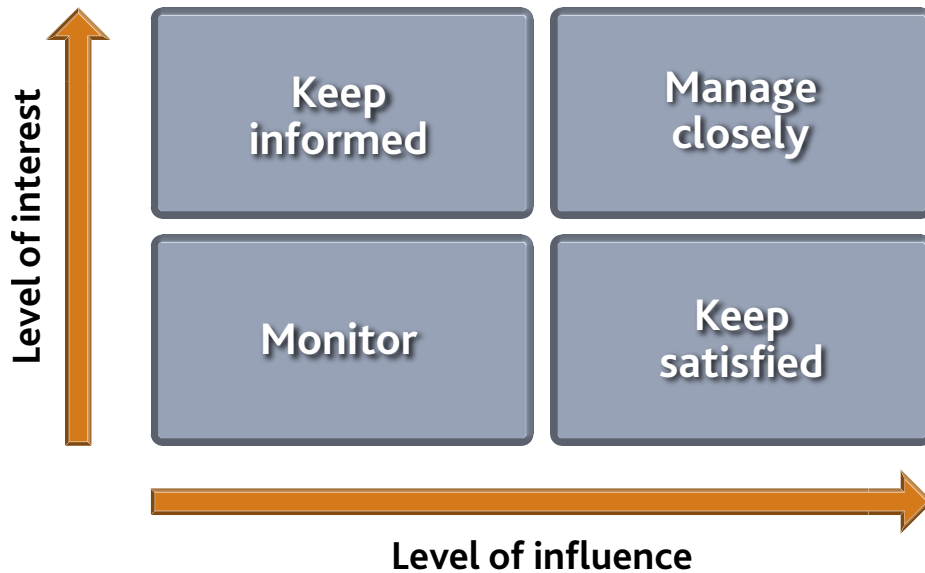 Level of interest
Keep
informed
Manage
closely
Monitor
Keep
satisfied
Level of influence